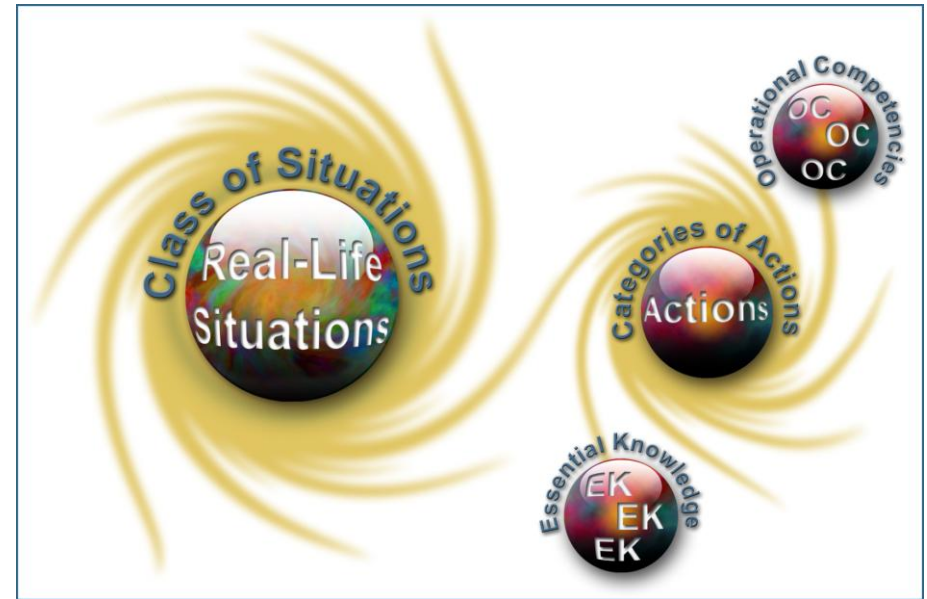 Class of Situations
Real-Life
Situations
Categories of Actions
Actions
Operational Competencies
OC
OC
OC
Essential Knowledge
EK
EK
EK